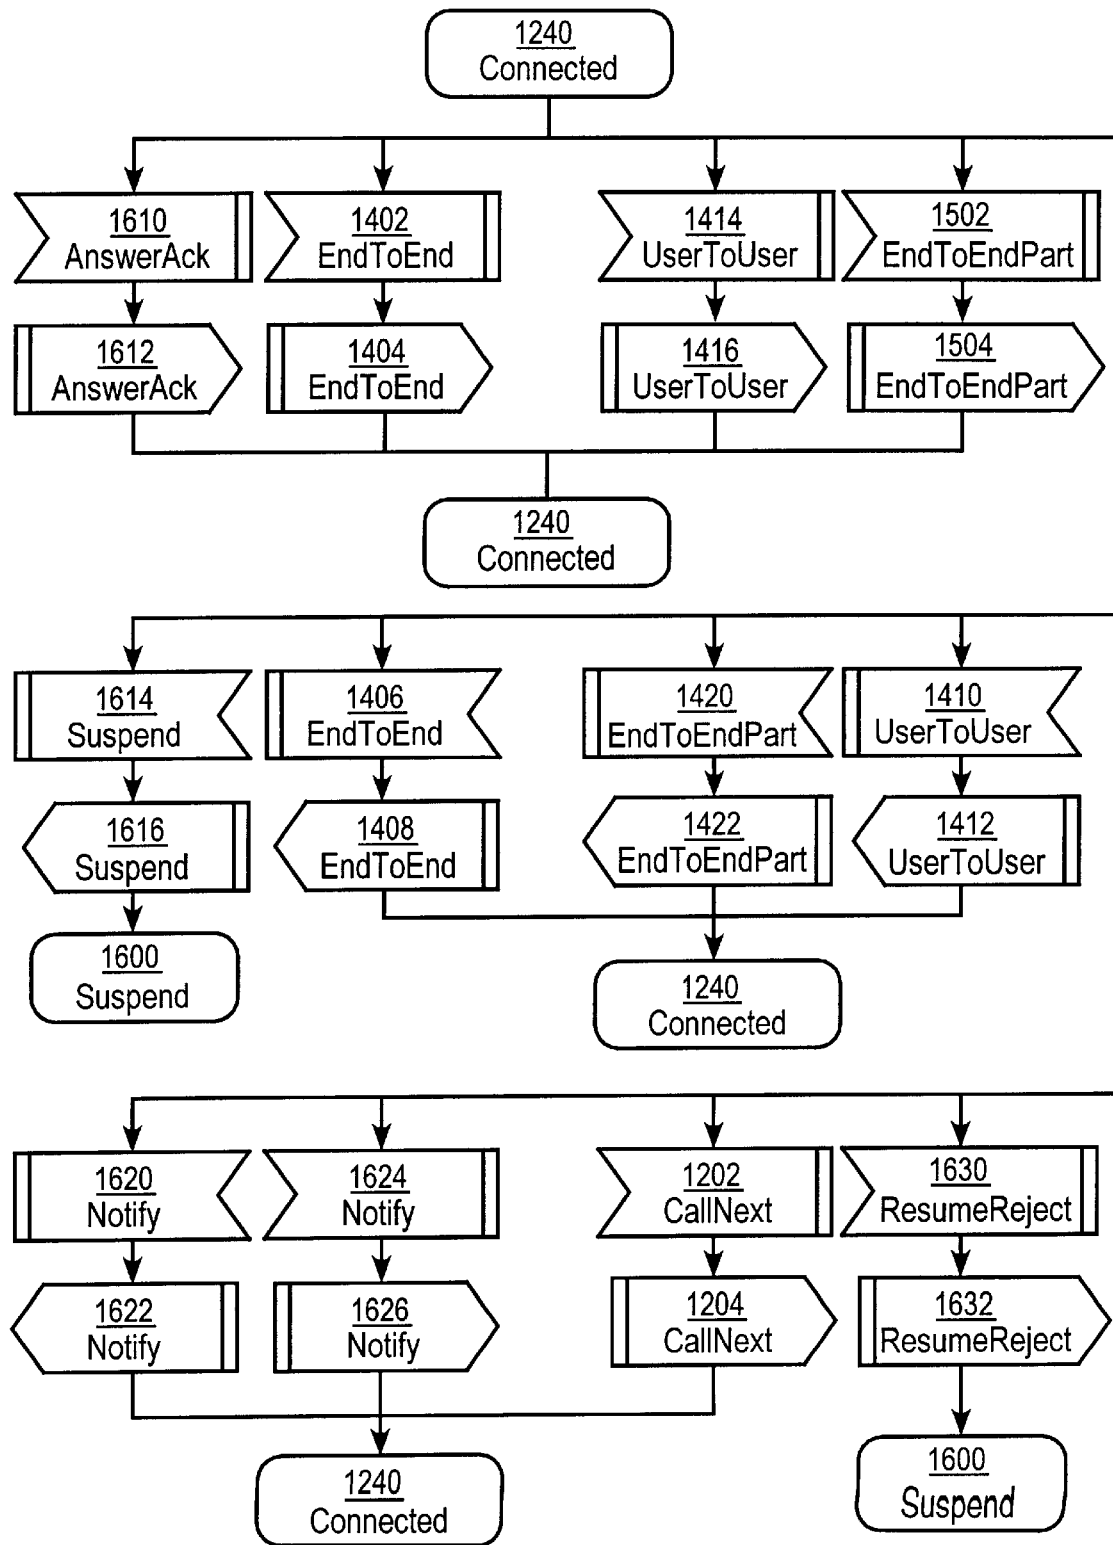 1240
Connected
1610
AnswerAck
1402
EndToEnd
1414
UserToUser
1502
EndToEndPart
1612
AnswerAck
1404
EndToEnd
1416
UserToUser
1504
EndToEndPart
1240
Connected
1614
Suspend
1406
EndToEnd
1420
EndToEndPart
1410
UserToUser
1616
Suspend
1408
EndToEnd
1422
EndToEndPart
1412
UserToUser
1600
Suspend
1240
Connected
1620
Notify
1624
Notify
1202
CallNext
1630
ResumeReject
1622
Notify
1626
Notify
1204
CallNext
1632
ResumeReject
1240
Connected
1600
Suspend